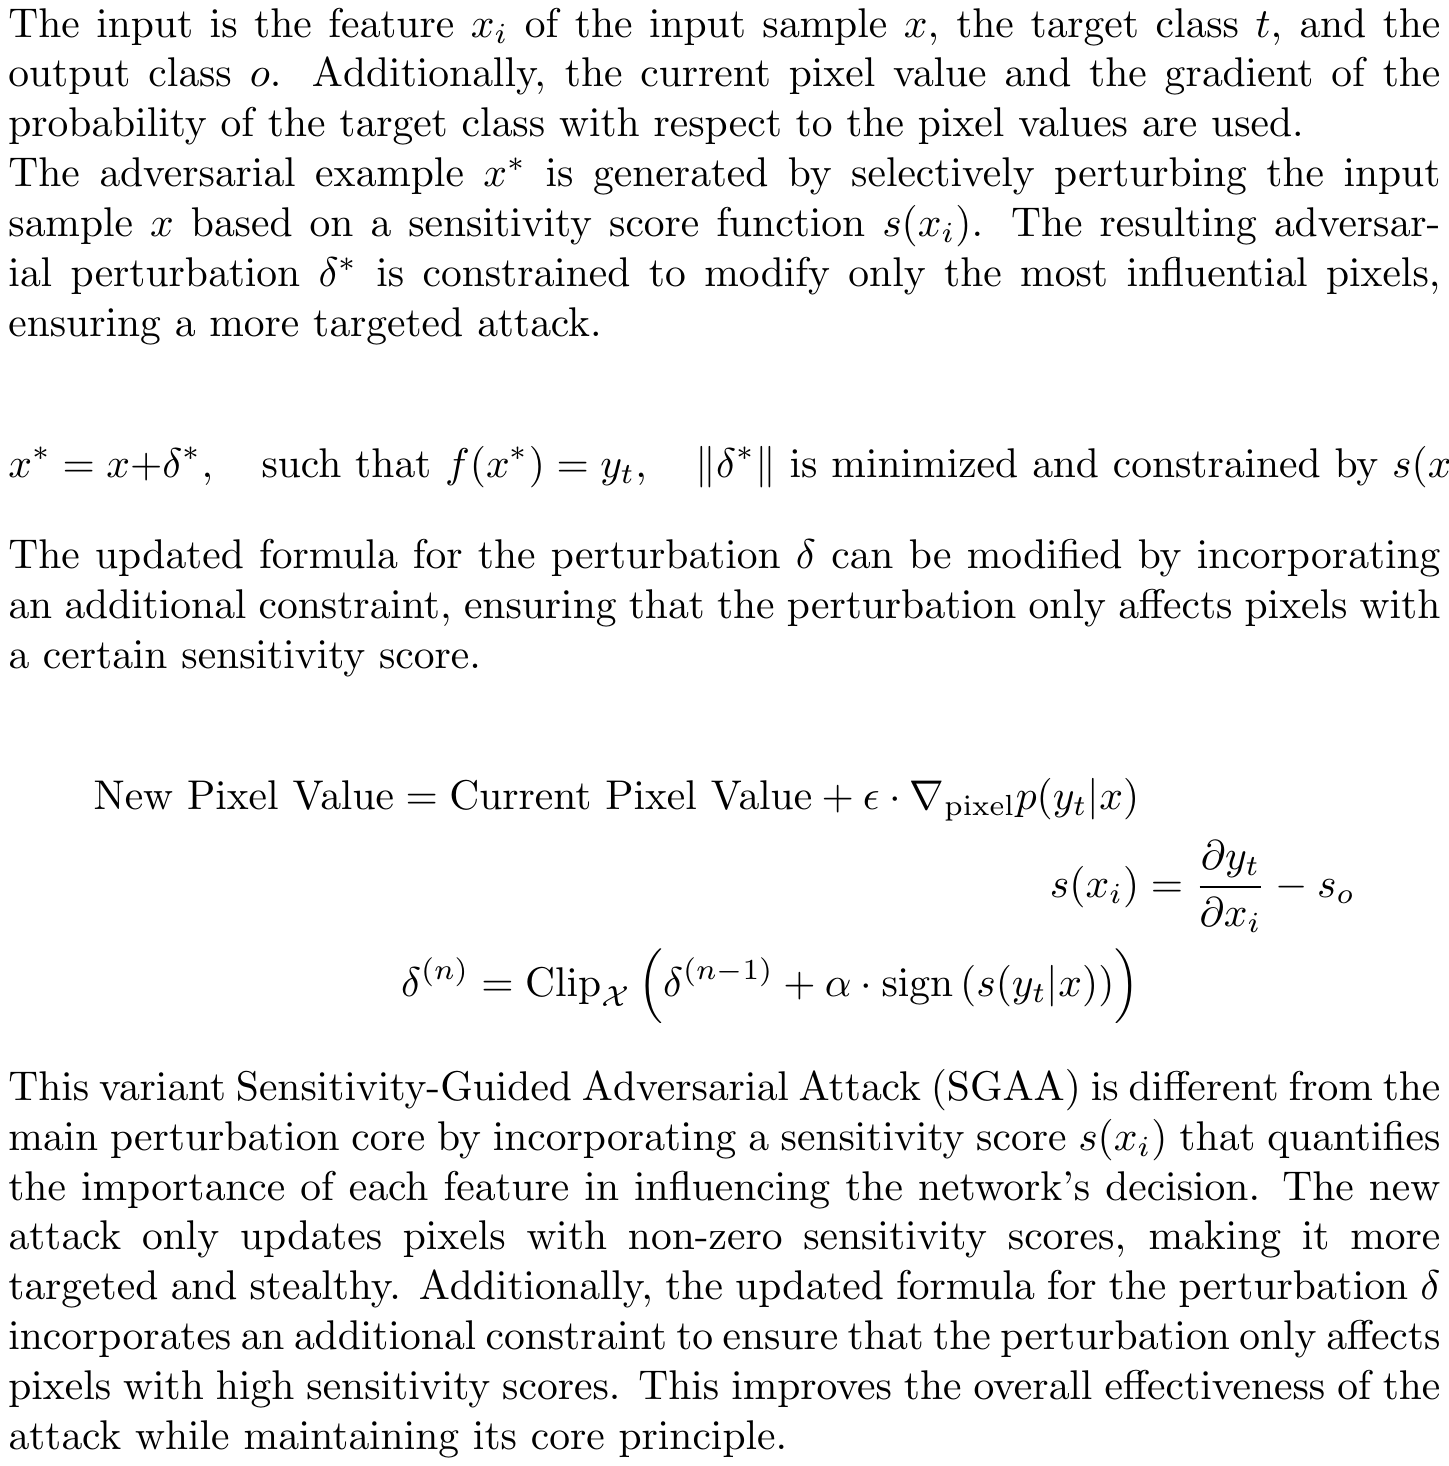 The input is the feature $x_i$ of the input sample $x$, the target class $t$, and the
output class $o$. Additionally, the current pixel value and the gradient of the
probability of the target class with respect to the pixel values are used.
The adversarial example $x^*$ is generated by selectively perturbing the input
sample $x$ based on a sensitivity score function $s(x_i)$. The resulting adversar-
ial perturbation $\delta^*$ is constrained to modify only the most influential pixels,
ensuring a more targeted attack.
$x^* = x + \delta^*, \quad \text{such that } f(x^*) = y_t, \quad \|\delta^*\| \text{ is minimized and constrained by } s(x$
The updated formula for the perturbation $\delta$ can be modified by incorporating
an additional constraint, ensuring that the perturbation only affects pixels with
a certain sensitivity score.
$\text{New Pixel Value} = \text{Current Pixel Value} + \epsilon \cdot \nabla_{\text{pixel}} p(y_t|x)$
$s(x_i) = \frac{\partial y_t}{\partial x_i} - s_o$
$\delta^{(n)} = \text{Clip}_{\mathcal{X}} \left( \delta^{(n-1)} + \alpha \cdot \text{sign}\left(s(y_t|x)\right) \right)$
This variant Sensitivity-Guided Adversarial Attack (SGAA) is different from the
main perturbation core by incorporating a sensitivity score $s(x_i)$ that quantifies
the importance of each feature in influencing the network's decision. The new
attack only updates pixels with non-zero sensitivity scores, making it more
targeted and stealthy. Additionally, the updated formula for the perturbation $\delta$
incorporates an additional constraint to ensure that the perturbation only affects
pixels with high sensitivity scores. This improves the overall effectiveness of the
attack while maintaining its core principle.